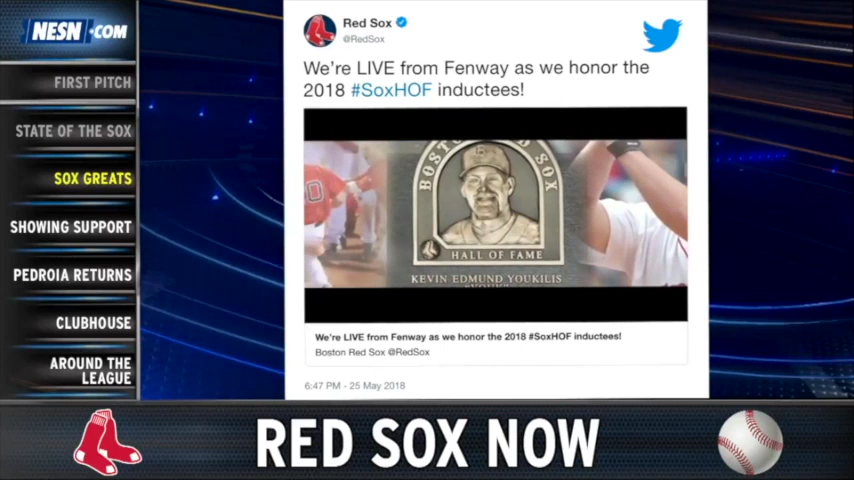 NESN.COM
FIRST PITCH
STATE OF THE SOX
SOX GREATS
SHOWING SUPPORT
PEDROIA RETURNS
CLUBHOUSE
AROUND THE
LEAGUE
Red Sox
@RedSox
We're LIVE from Fenway as we honor the
2018 #SoxHOF inductees!
BOSTON RED SOX
HALL OF FAME
KEVIN EDMUND YOUKILIS
We're LIVE from Fenway as we honor the 2018 #SoxHOF inductees!
Boston Red Sox @RedSox
6:47 PM - 25 May 2018
RED SOX NOW